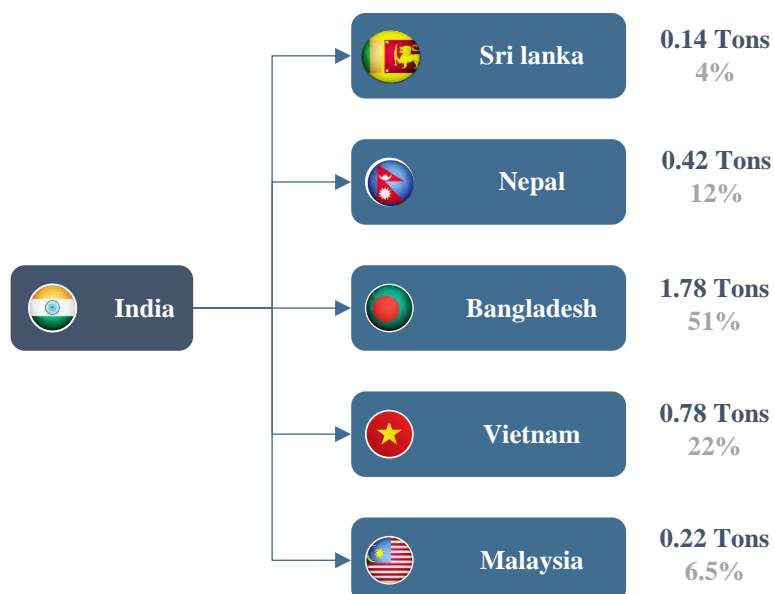 Sri lanka
0.14 Tons
4%
Nepal
0.42 Tons
12%
India
Bangladesh
1.78 Tons
51%
Vietnam
0.78 Tons
22%
Malaysia
0.22 Tons
6.5%